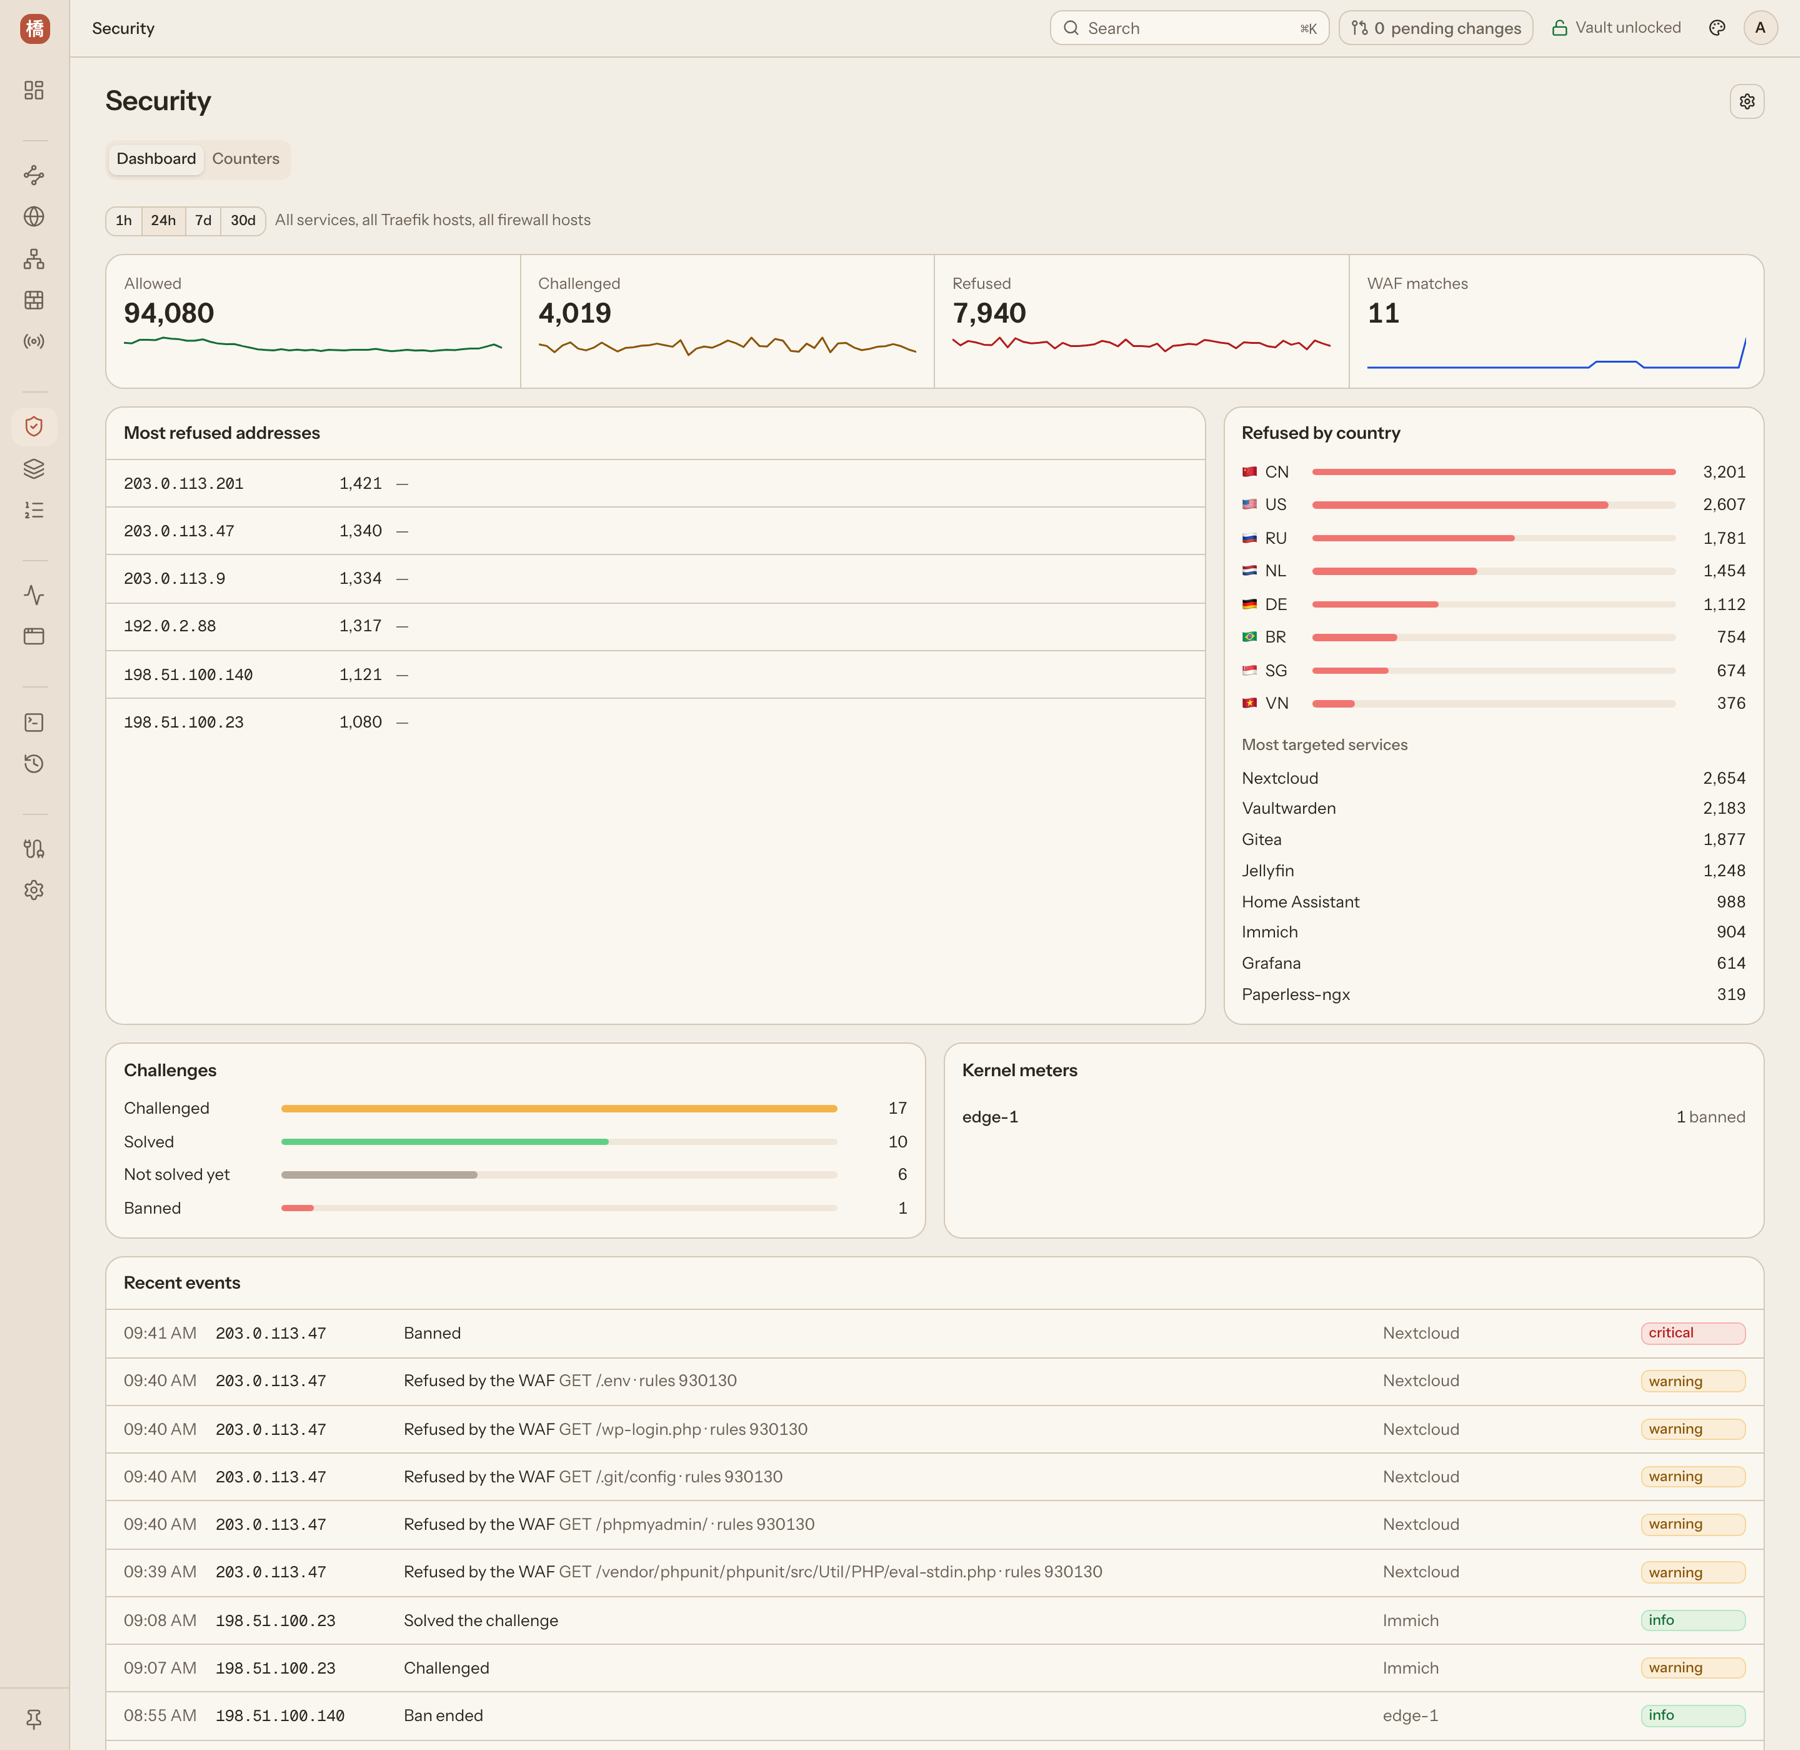 橋
Security
Search ⌘K
0 pending changes
Vault unlocked
A
Security
Dashboard Counters
1h 24h 7d 30d All services, all Traefik hosts, all firewall hosts
Allowed
94,080
Challenged
4,019
Refused
7,940
WAF matches
11
Most refused addresses
203.0.113.201 1,421 —
203.0.113.47 1,340 —
203.0.113.9 1,334 —
192.0.2.88 1,317 —
198.51.100.140 1,121 —
198.51.100.23 1,080 —
Refused by country
CN 3,201
US 2,607
RU 1,781
NL 1,454
DE 1,112
BR 754
SG 674
VN 376
Most targeted services
Nextcloud 2,654
Vaultwarden 2,183
Gitea 1,877
Jellyfin 1,248
Home Assistant 988
Immich 904
Grafana 614
Paperless-ngx 319
Challenges
Challenged 17
Solved 10
Not solved yet 6
Banned 1
Kernel meters
edge-1 1 banned
Recent events
09:41 AM 203.0.113.47 Banned Nextcloud critical
09:40 AM 203.0.113.47 Refused by the WAF GET /.env · rules 930130 Nextcloud warning
09:40 AM 203.0.113.47 Refused by the WAF GET /wp-login.php · rules 930130 Nextcloud warning
09:40 AM 203.0.113.47 Refused by the WAF GET /.git/config · rules 930130 Nextcloud warning
09:40 AM 203.0.113.47 Refused by the WAF GET /phpmyadmin/ · rules 930130 Nextcloud warning
09:39 AM 203.0.113.47 Refused by the WAF GET /vendor/phpunit/phpunit/src/Util/PHP/eval-stdin.php · rules 930130 Nextcloud warning
09:08 AM 198.51.100.23 Solved the challenge Immich info
09:07 AM 198.51.100.23 Challenged Immich warning
08:55 AM 198.51.100.140 Ban ended edge-1 info